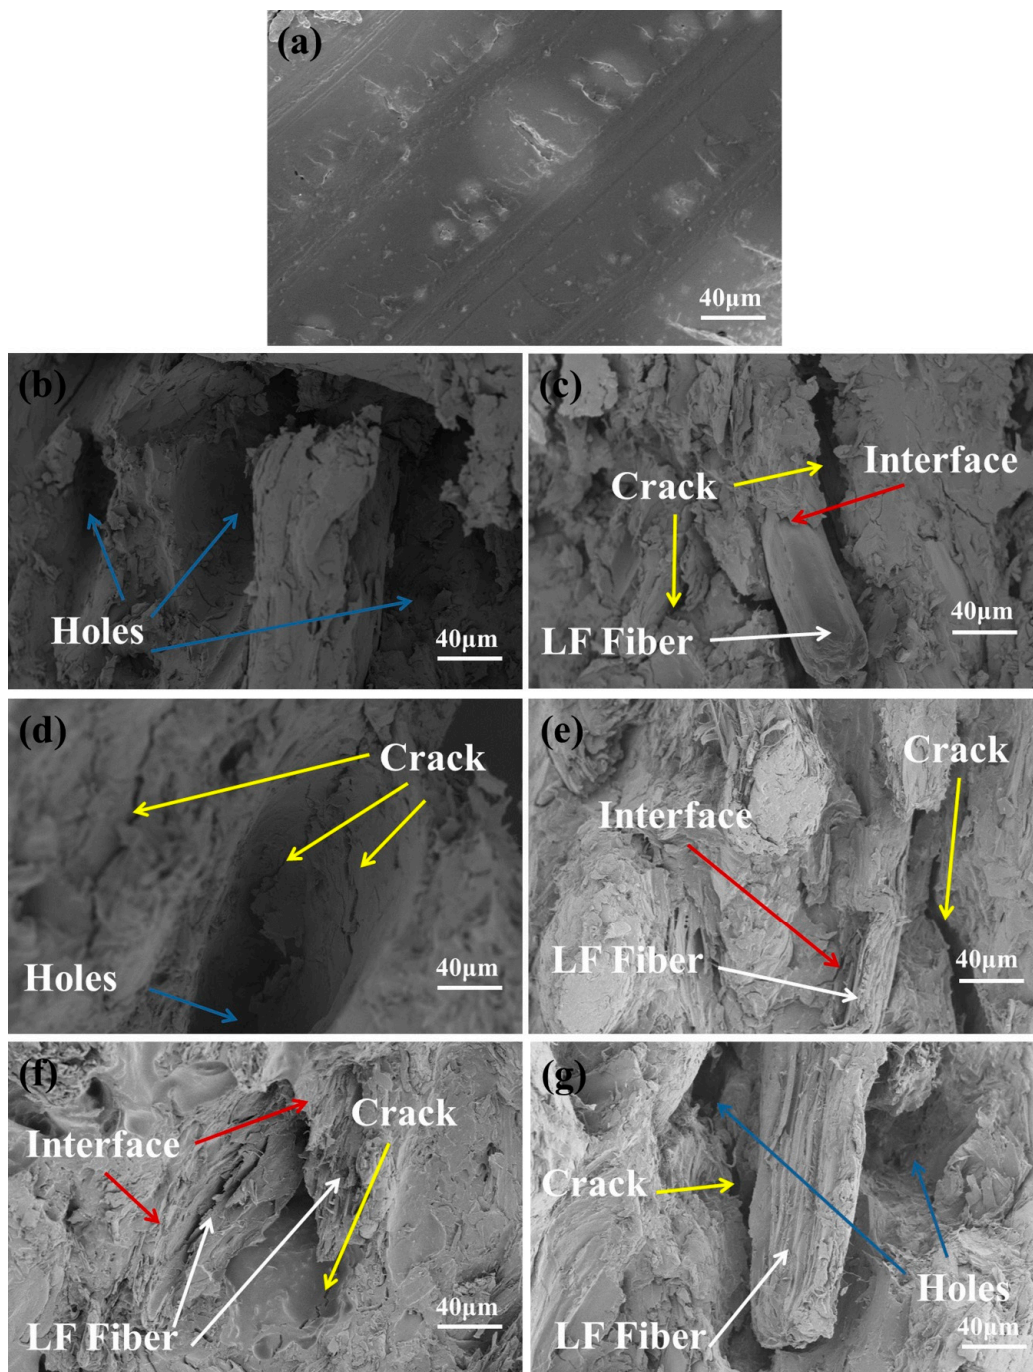 (a)
40μm
(b)
Holes
40μm
(c)
Crack
Interface
LF Fiber
40μm
(d)
Crack
Holes
40μm
(e)
Crack
Interface
LF Fiber
40μm
(f)
Interface
Crack
LF Fiber
40μm
(g)
Crack
Holes
LF Fiber
40μm